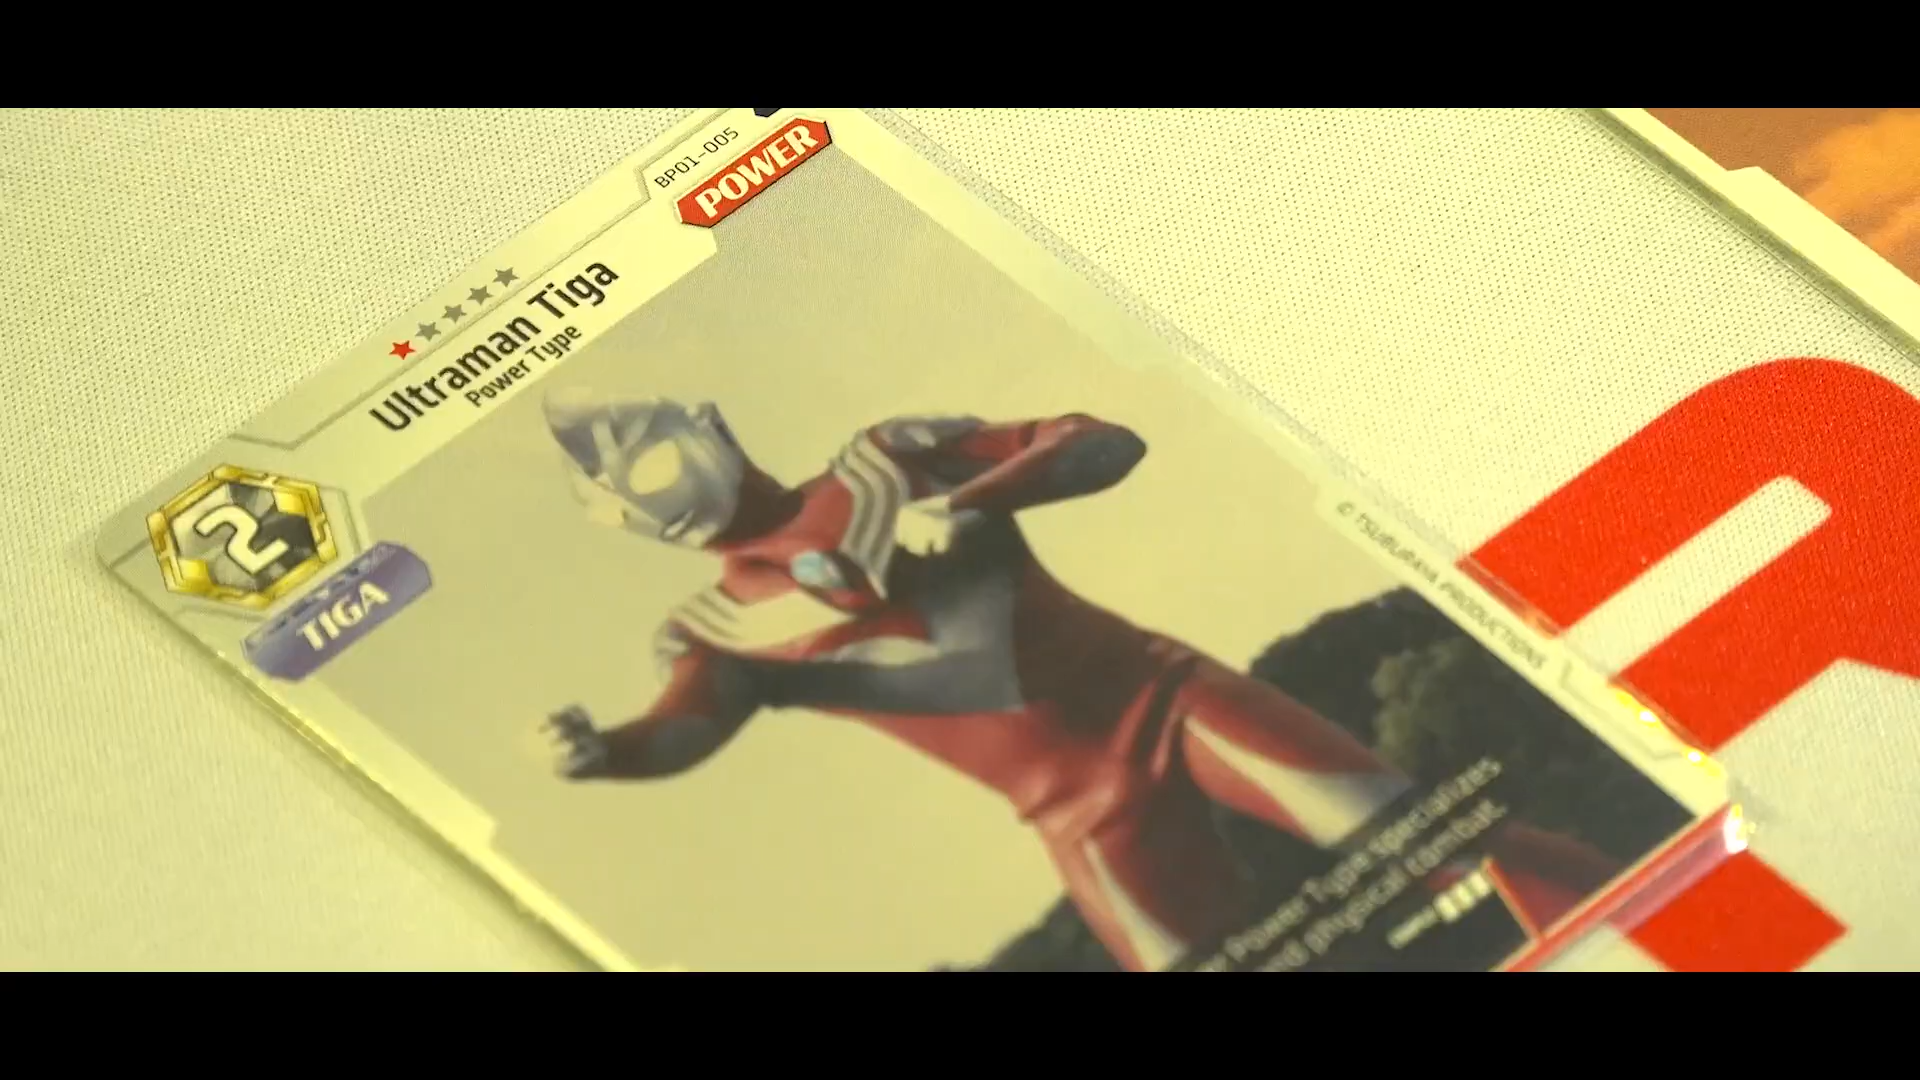 BP01-005
POWER
Ultraman Tiga
Power Type
2
TIGA
© TSUBURAYA PRODUCTIONS
Power Type specializes
physical combat.